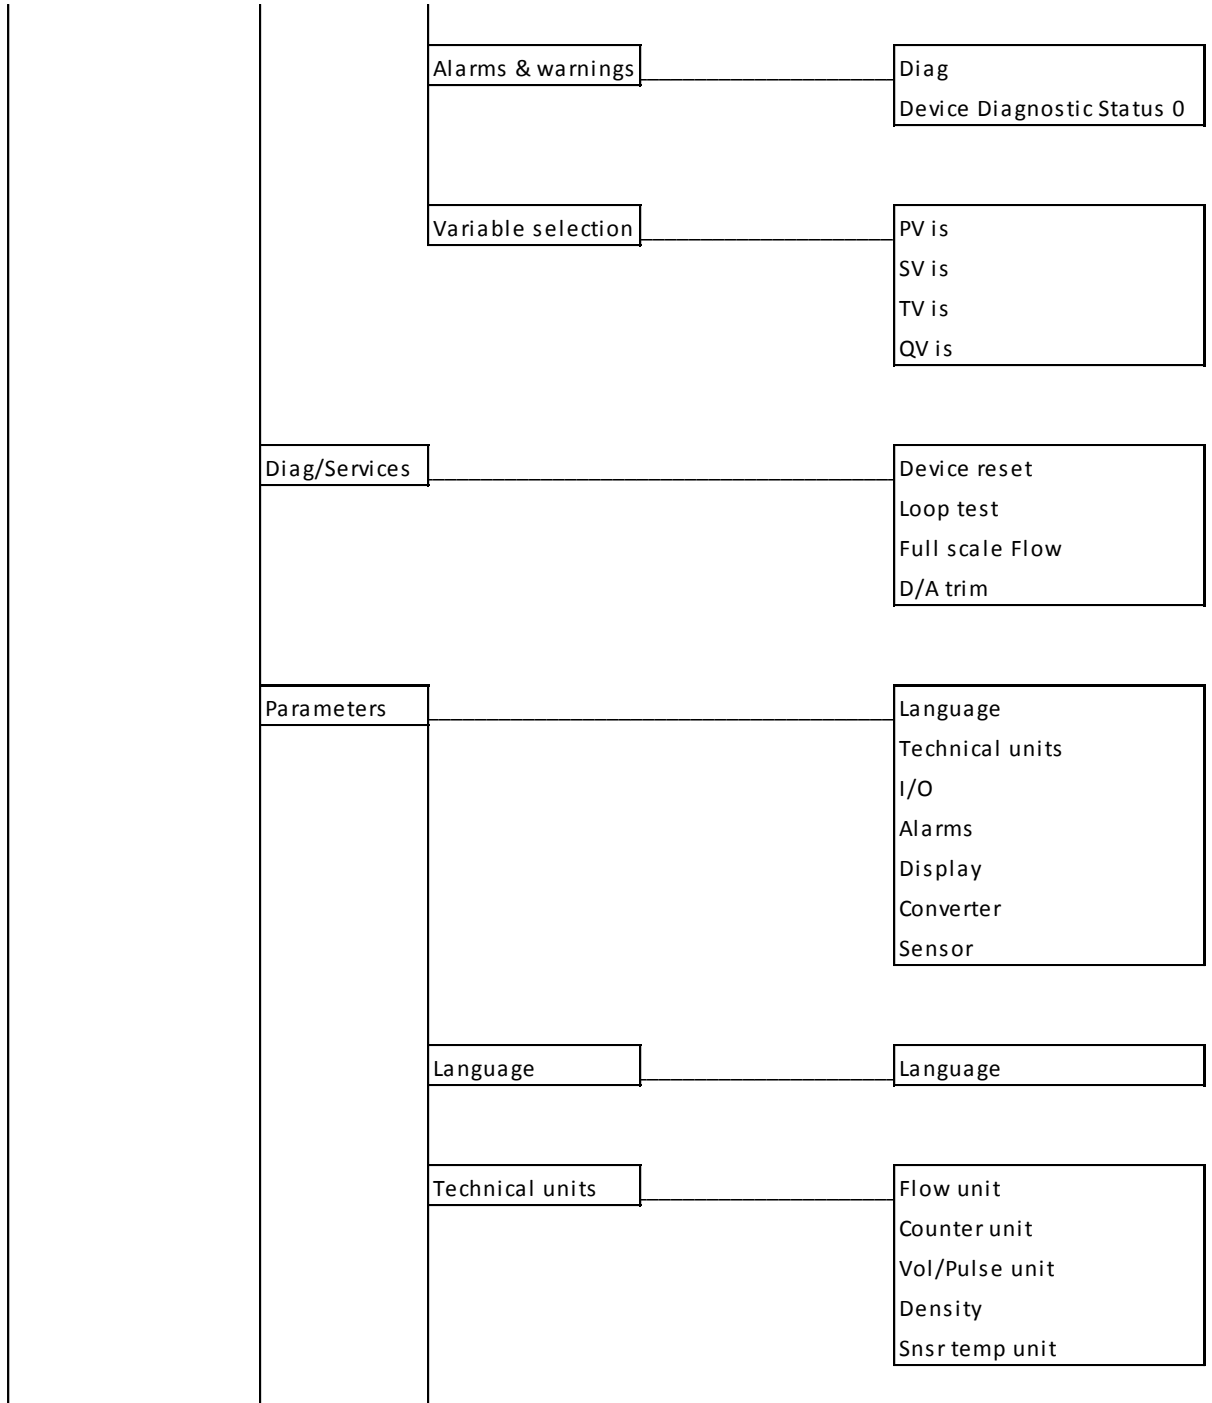 Alarms & warnings
Diag
Device Diagnostic Status 0
Variable selection
PV is
SV is
TV is
QV is
Diag/Services
Device reset
Loop test
Full scale Flow
D/A trim
Parameters
Language
Technical units
I/O
Alarms
Display
Converter
Sensor
Language
Language
Technical units
Flow unit
Counter unit
Vol/Pulse unit
Density
Snsr temp unit